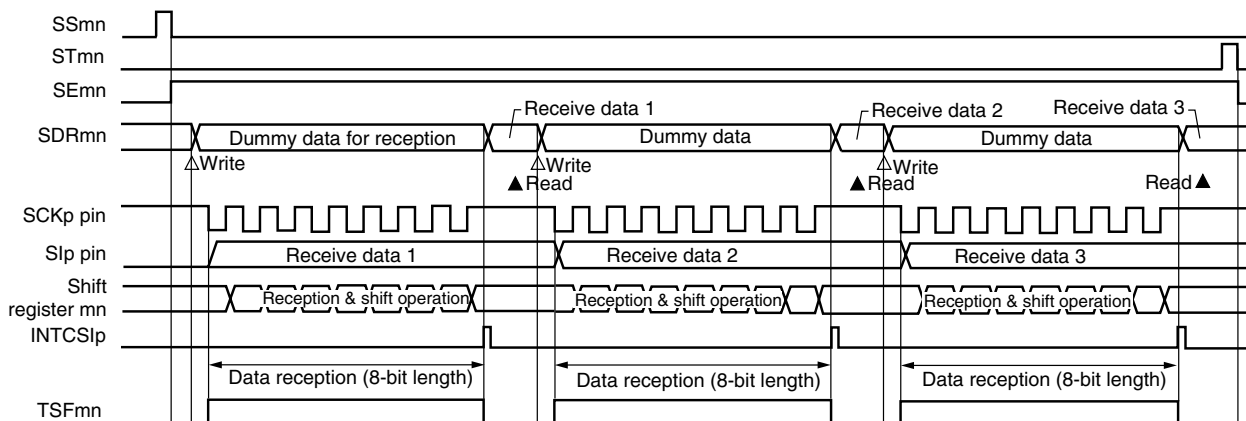 SSmn
STmn
SEmn
Receive data 1
Receive data 2
Receive data 3
SDRmn
Dummy data for reception
Dummy data
Dummy data
△Write
△Write
△Write
▲Read
▲Read
Read▲
SCKp pin
SIp pin
Receive data 1
Receive data 2
Receive data 3
Shift
register mn
Reception & shift operation
Reception & shift operation
Reception & shift operation
INTCSIp
Data reception (8-bit length)
Data reception (8-bit length)
Data reception (8-bit length)
TSFmn